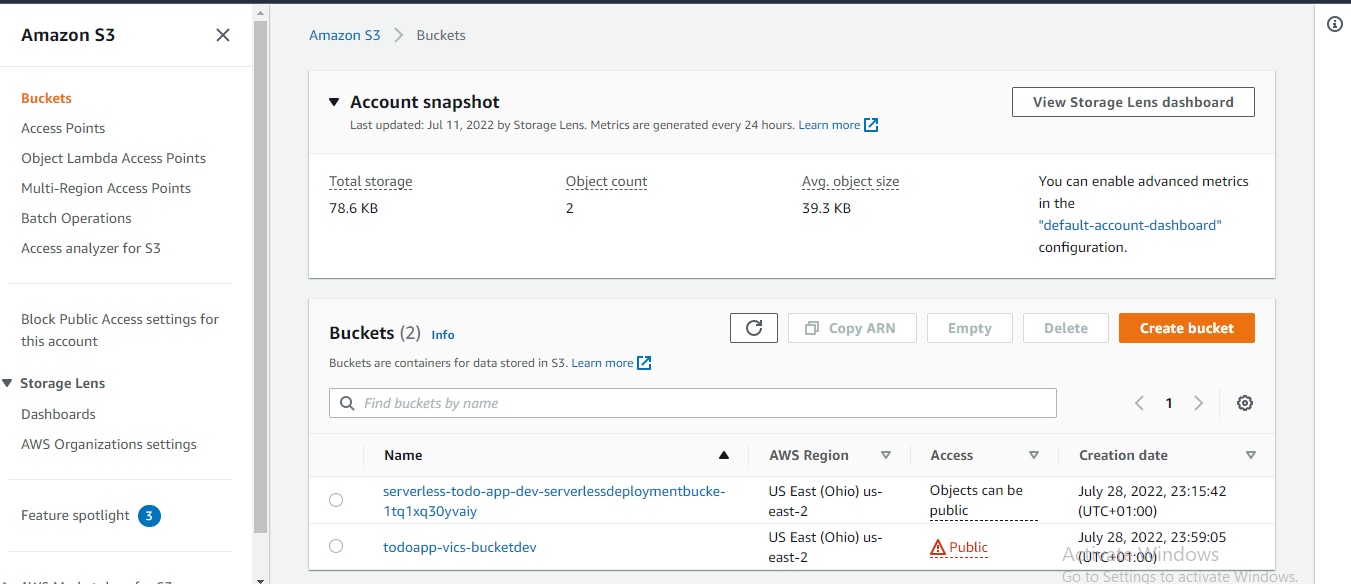 Amazon S3
Buckets
Access Points
Object Lambda Access Points
Multi-Region Access Points
Batch Operations
Access analyzer for S3
Block Public Access settings for
this account
Storage Lens
Dashboards
AWS Organizations settings
Feature spotlight 3
AWS Marketplace for S3
Amazon S3 Buckets
Account snapshot
View Storage Lens dashboard
Last updated: Jul 11, 2022 by Storage Lens. Metrics are generated every 24 hours. Learn more
Total storage
78.6 KB
Object count
2
Avg. object size
39.3 KB
You can enable advanced metrics
in the
"default-account-dashboard"
configuration.
Buckets (2) Info
Copy ARN
Empty
Delete
Create bucket
Buckets are containers for data stored in S3. Learn more
Find buckets by name
1
Name AWS Region Access Creation date
serverless-todo-app-dev-serverlessdeploymentbucke-
1tq1xq30yvaiy
US East (Ohio) us-
east-2
Objects can be
public
July 28, 2022, 23:15:42
(UTC+01:00)
todoapp-vics-bucketdev
US East (Ohio) us-
east-2
Public
July 28, 2022, 23:59:05
(UTC+01:00)
Activate Windows
Go to Settings to activate Windows.